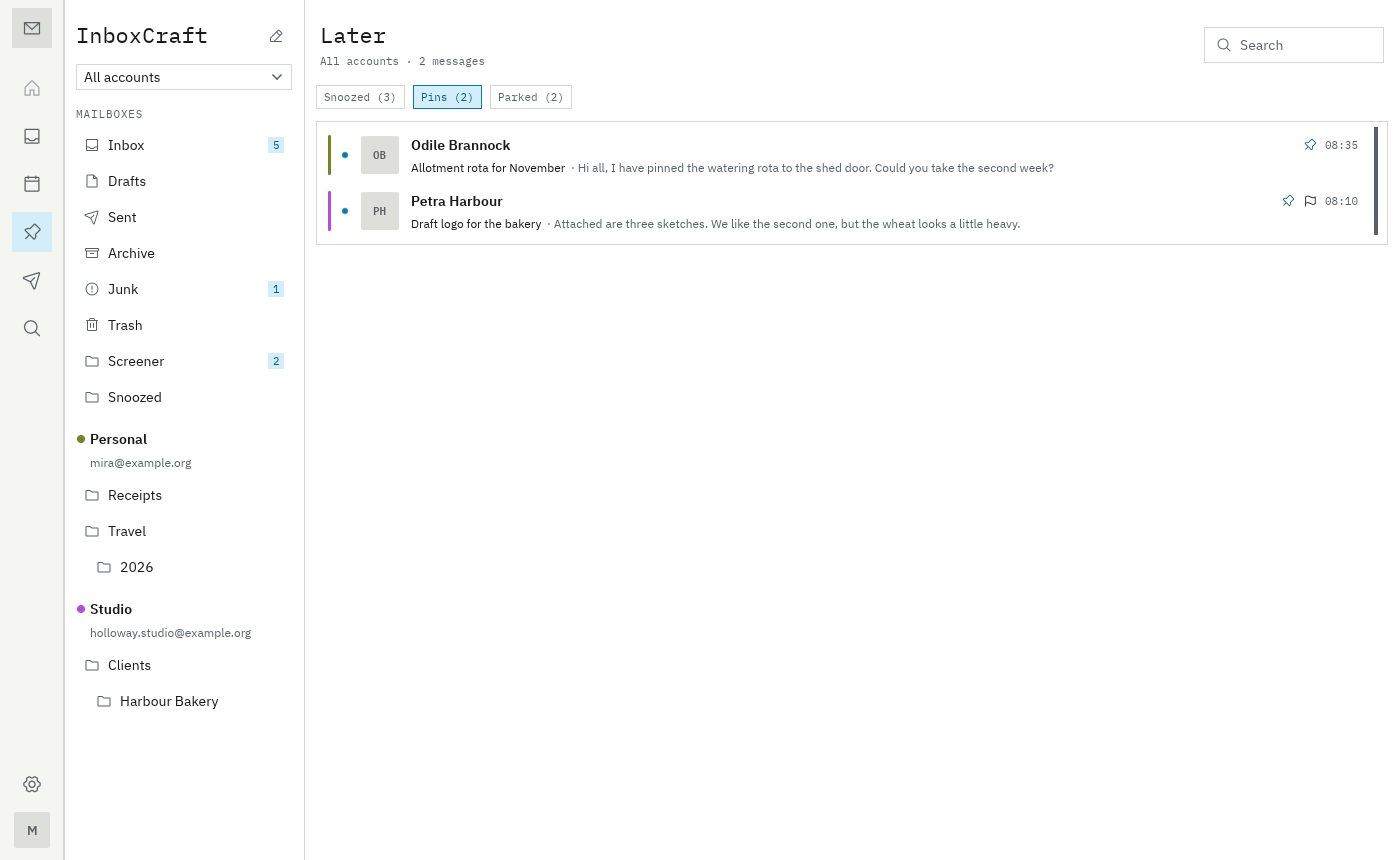 InboxCraft
All accounts
MAILBOXES
Inbox 5
Drafts
Sent
Archive
Junk 1
Trash
Screener 2
Snoozed
Personal
mira@example.org
Receipts
Travel
2026
Studio
holloway.studio@example.org
Clients
Harbour Bakery
M
Later
All accounts · 2 messages
Search
Snoozed (3) Pins (2) Parked (2)
OB Odile Brannock 08:35
Allotment rota for November · Hi all, I have pinned the watering rota to the shed door. Could you take the second week?
PH Petra Harbour 08:10
Draft logo for the bakery · Attached are three sketches. We like the second one, but the wheat looks a little heavy.